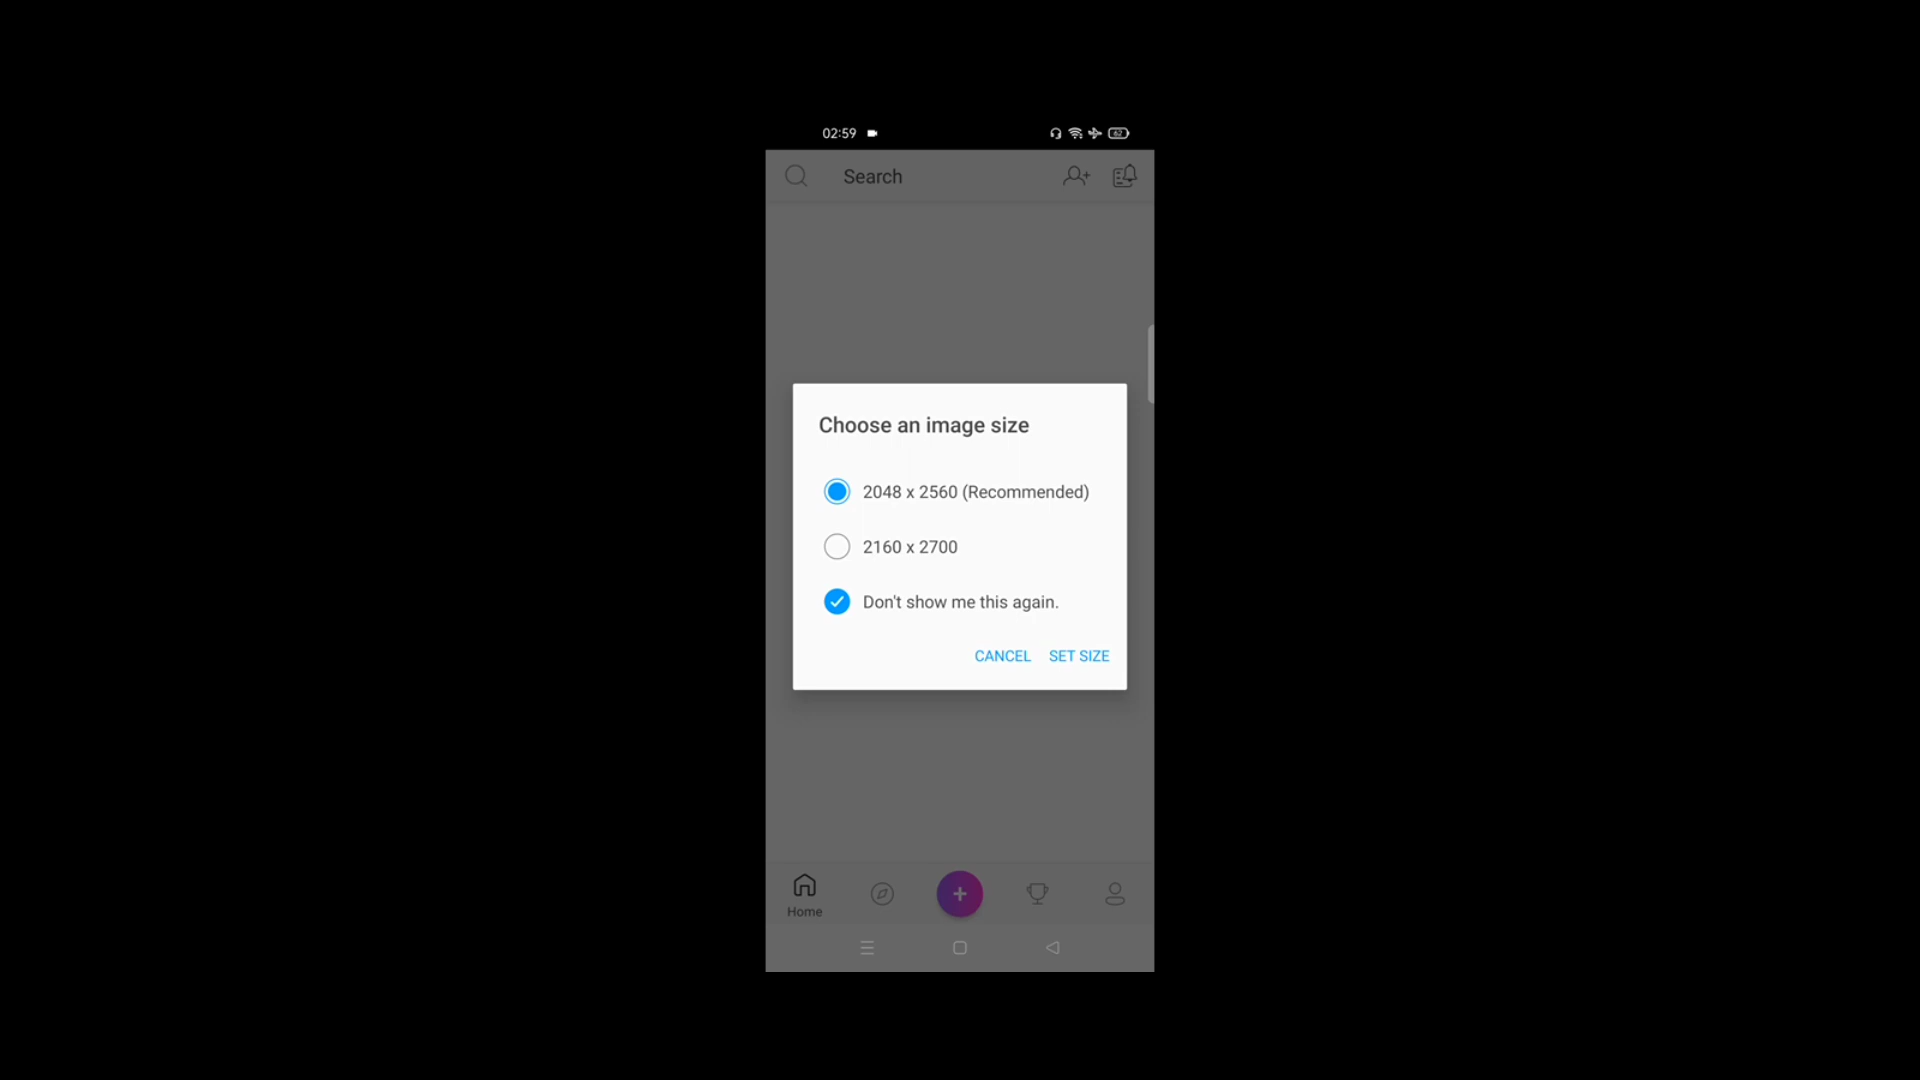 02:59
62
Search
Choose an image size
2048 x 2560 (Recommended)
2160 x 2700
Don't show me this again.
CANCEL SET SIZE
Home